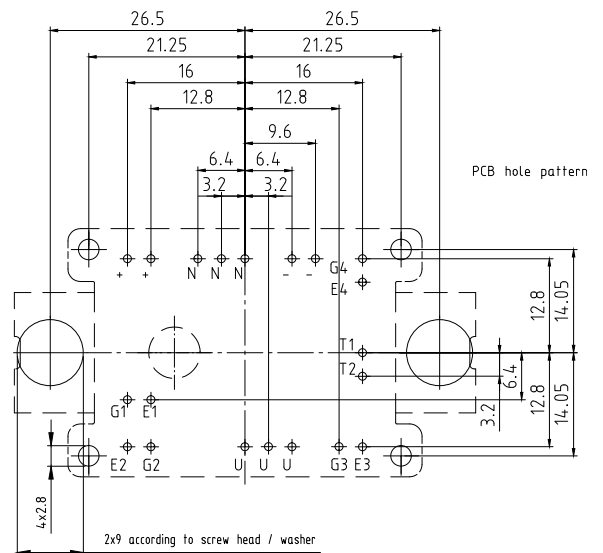 26.5 26.5
21.25 21.25
16 16
12.8 12.8
9.6
6.4 6.4
3.2 3.2
PCB hole pattern
+ + N N N - - G4
E4
12.8
14.05
T1
T2
6.4
3.2
12.8
14.05
G1 E1
E2 G2 U U U G3 E3
4x2.8
2x9 according to screw head / washer